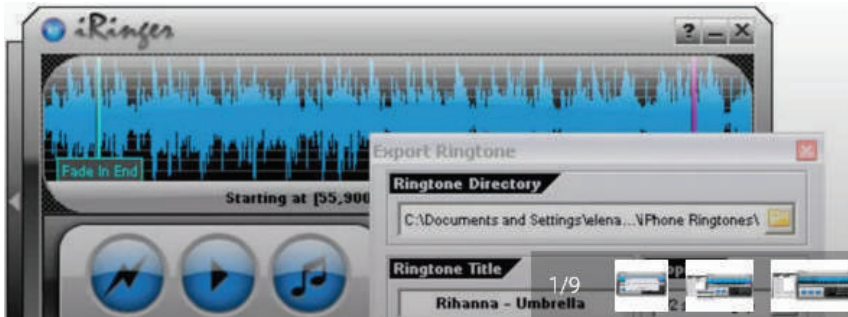 iRinger
? _ X
Fade In End
Starting at [55,900
Export Ringtone
Ringtone Directory
C:\Documents and Settings\elena...\iPhone Ringtones\
Ringtone Title
Rihanna - Umbrella
1/9